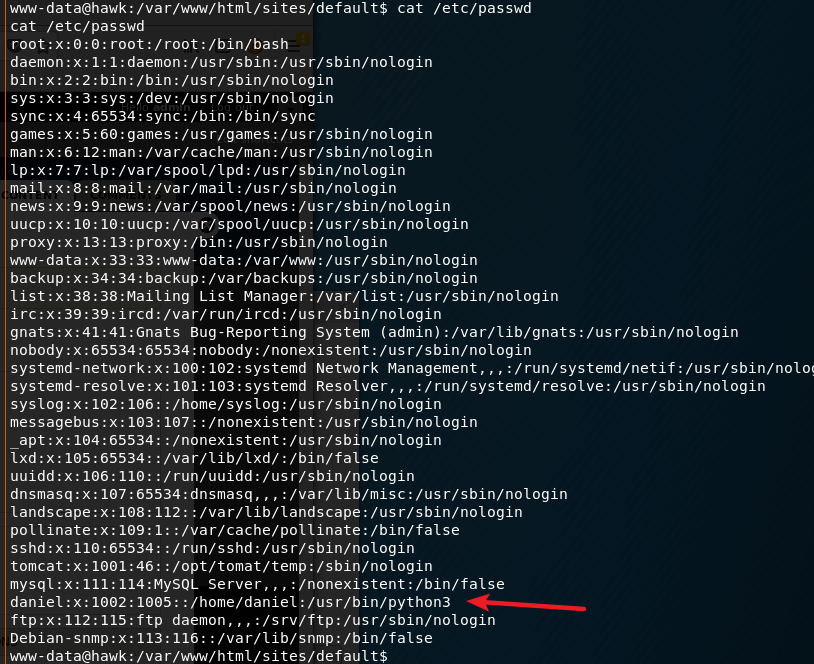 www-data@hawk:/var/www/html/sites/default$ cat /etc/passwd
cat /etc/passwd
root:x:0:0:root:/root:/bin/bash
daemon:x:1:1:daemon:/usr/sbin:/usr/sbin/nologin
bin:x:2:2:bin:/bin:/usr/sbin/nologin
sys:x:3:3:sys:/dev:/usr/sbin/nologin
sync:x:4:65534:sync:/bin:/bin/sync
games:x:5:60:games:/usr/games:/usr/sbin/nologin
man:x:6:12:man:/var/cache/man:/usr/sbin/nologin
lp:x:7:7:lp:/var/spool/lpd:/usr/sbin/nologin
mail:x:8:8:mail:/var/mail:/usr/sbin/nologin
news:x:9:9:news:/var/spool/news:/usr/sbin/nologin
uucp:x:10:10:uucp:/var/spool/uucp:/usr/sbin/nologin
proxy:x:13:13:proxy:/bin:/usr/sbin/nologin
www-data:x:33:33:www-data:/var/www:/usr/sbin/nologin
backup:x:34:34:backup:/var/backups:/usr/sbin/nologin
list:x:38:38:Mailing List Manager:/var/list:/usr/sbin/nologin
irc:x:39:39:ircd:/var/run/ircd:/usr/sbin/nologin
gnats:x:41:41:Gnats Bug-Reporting System (admin):/var/lib/gnats:/usr/sbin/nologin
nobody:x:65534:65534:nobody:/nonexistent:/usr/sbin/nologin
systemd-network:x:100:102:systemd Network Management,,,:/run/systemd/netif:/usr/sbin/nolog
systemd-resolve:x:101:103:systemd Resolver,,,:/run/systemd/resolve:/usr/sbin/nologin
syslog:x:102:106::/home/syslog:/usr/sbin/nologin
messagebus:x:103:107::/nonexistent:/usr/sbin/nologin
_apt:x:104:65534::/nonexistent:/usr/sbin/nologin
lxd:x:105:65534::/var/lib/lxd/:/bin/false
uuidd:x:106:110::/run/uuidd:/usr/sbin/nologin
dnsmasq:x:107:65534:dnsmasq,,,:/var/lib/misc:/usr/sbin/nologin
landscape:x:108:112::/var/lib/landscape:/usr/sbin/nologin
pollinate:x:109:1::/var/cache/pollinate:/bin/false
sshd:x:110:65534::/run/sshd:/usr/sbin/nologin
tomcat:x:1001:46::/opt/tomat/temp:/sbin/nologin
mysql:x:111:114:MySQL Server,,,:/nonexistent:/bin/false
daniel:x:1002:1005::/home/daniel:/usr/bin/python3
ftp:x:112:115:ftp daemon,,,:/srv/ftp:/usr/sbin/nologin
Debian-snmp:x:113:116::/var/lib/snmp:/bin/false
www-data@hawk:/var/www/html/sites/default$